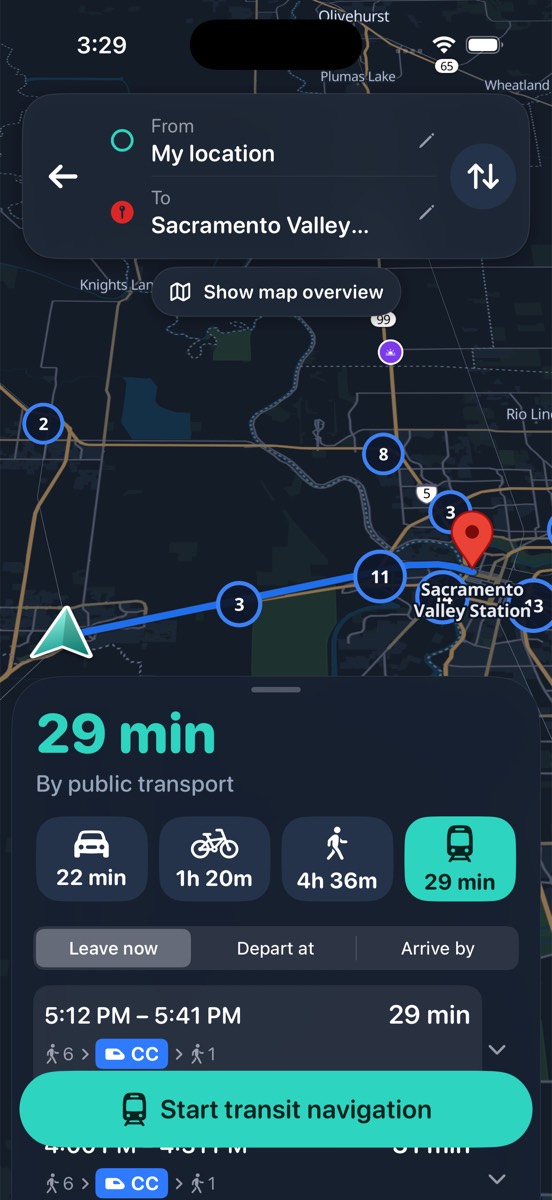 Olivehurst
3:29
65
Plumas Lake
Wheatland
From
My location
To
Sacramento Valley...
Knights Lan
Show map overview
99
Rio Lin
2
8
5
3
11
3
Sacramento
Valley Station
13
29 min
By public transport
22 min
1h 20m
4h 36m
29 min
Leave now
Depart at
Arrive by
5:12 PM – 5:41 PM
29 min
6 > CC > 1
Start transit navigation
6 > CC > 1